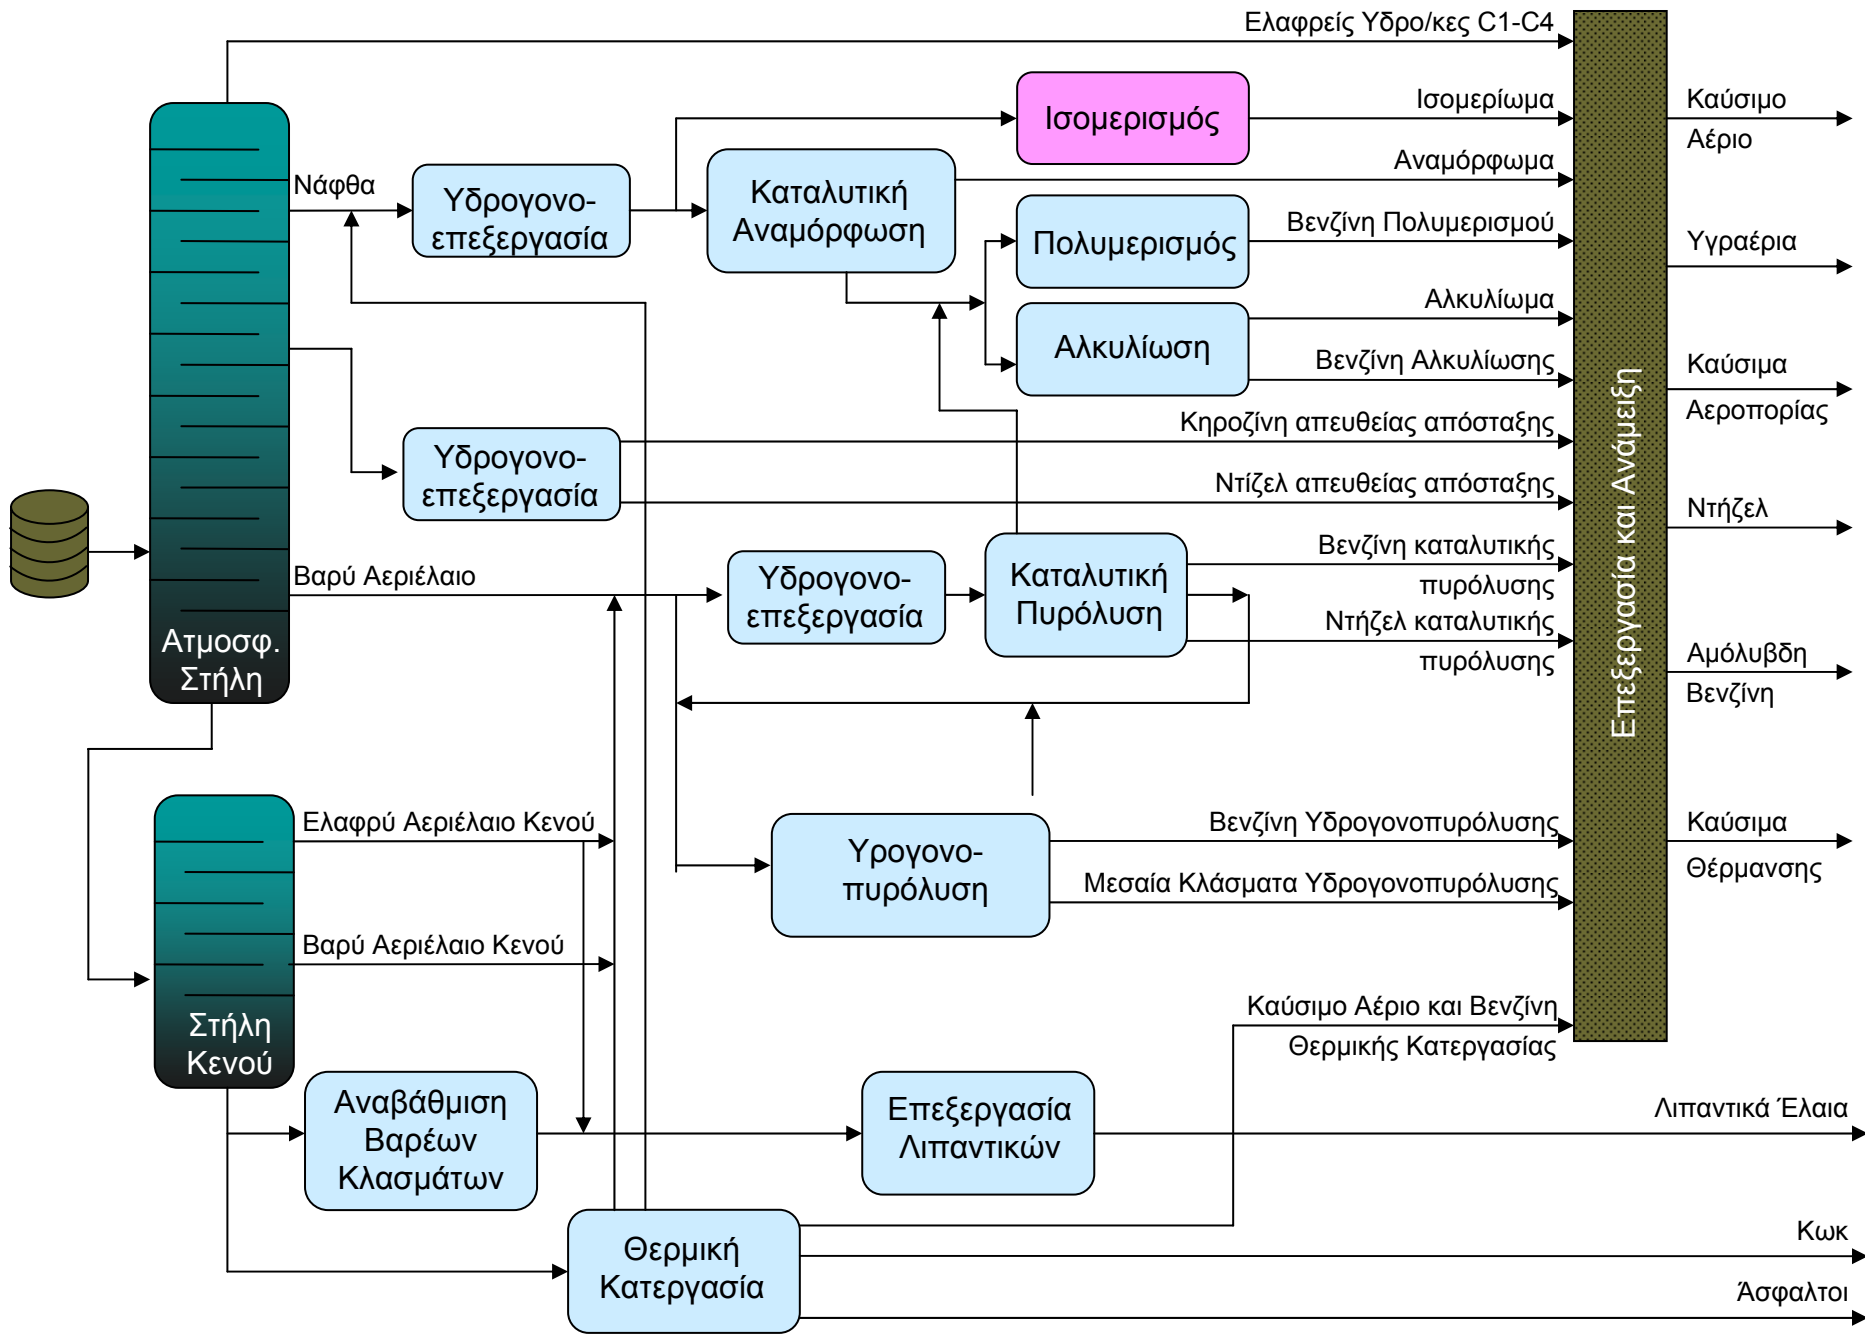 Ελαφρείς Υδρο/κες C1-C4
Ισομερισμός
Ισομερίωμα
Καύσιμο
Αέριο
Νάφθα
Υδρογονο-
επεξεργασία
Καταλυτική
Αναμόρφωση
Αναμόρφωμα
Πολυμερισμός
Βενζίνη Πολυμερισμού
Υγραέρια
Αλκυλίωση
Αλκυλίωμα
Βενζίνη Αλκυλίωσης
Καύσιμα
Αεροπορίας
Υδρογονο-
επεξεργασία
Κηροζίνη απευθείας απόσταξης
Ντίζελ απευθείας απόσταξης
Ντήζελ
Βαρύ Αεριέλαιο
Υδρογονο-
επεξεργασία
Καταλυτική
Πυρόλυση
Βενζίνη καταλυτικής
πυρόλυσης
Ντήζελ καταλυτικής
πυρόλυσης
Επεξεργασία και Ανάμειξη
Αμόλυβδη
Βενζίνη
Ατμοσφ.
Στήλη
Ελαφρύ Αεριέλαιο Κενού
Βαρύ Αεριέλαιο Κενού
Υρογονο-
πυρόλυση
Βενζίνη Υδρογονοπυρόλυσης
Μεσαία Κλάσματα Υδρογονοπυρόλυσης
Καύσιμα
Θέρμανσης
Στήλη
Κενού
Καύσιμο Αέριο και Βενζίνη
Θερμικής Κατεργασίας
Αναβάθμιση
Βαρέων
Κλασμάτων
Επεξεργασία
Λιπαντικών
Λιπαντικά Έλαια
Θερμική
Κατεργασία
Κωκ
Άσφαλτοι